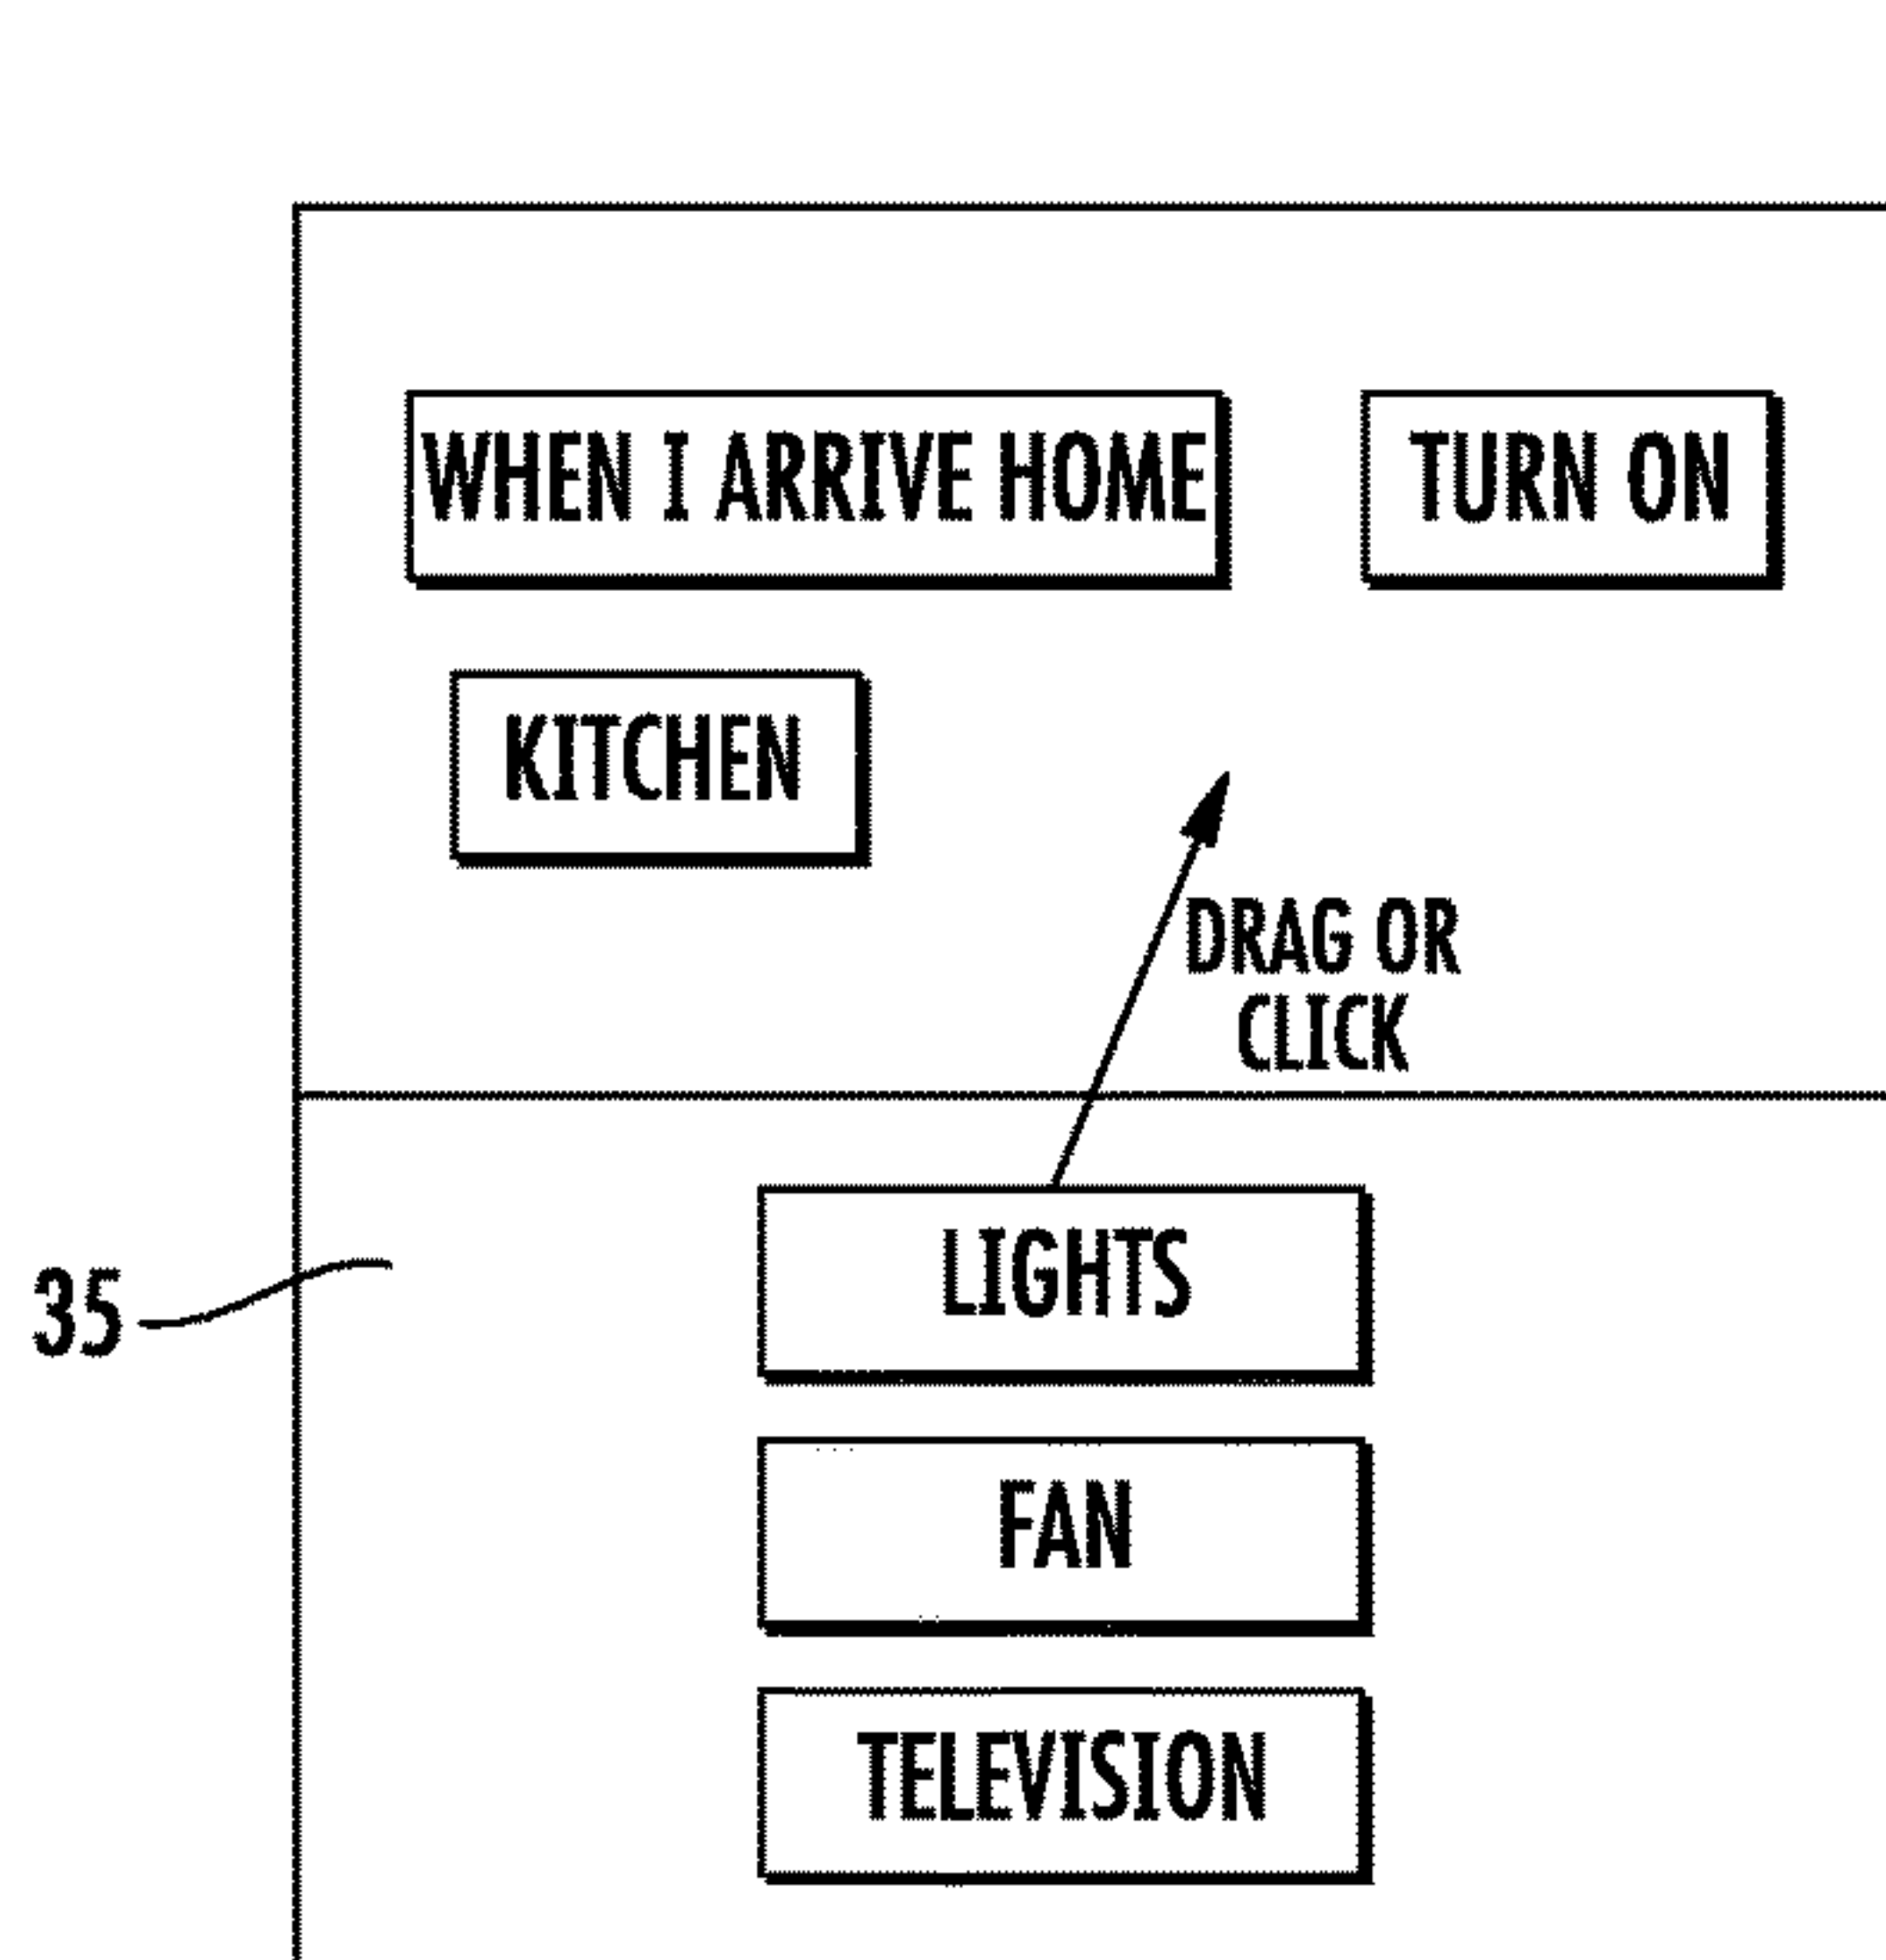 WHEN I ARRIVE HOME
TURN ON
KITCHEN
DRAG OR
CLICK
LIGHTS
35
FAN
TELEVISION